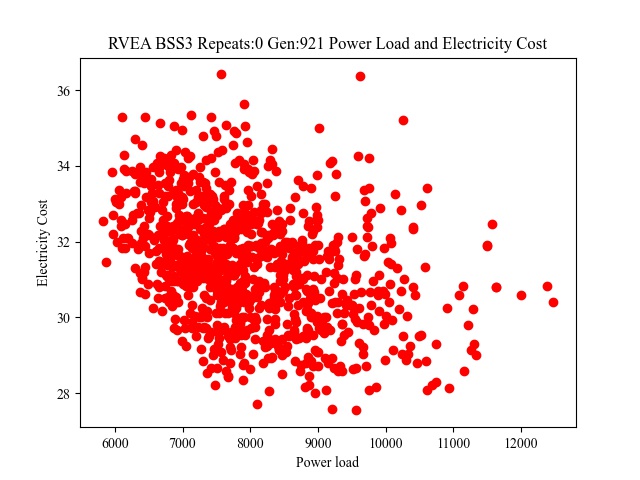 RVEA BSS3 Repeats:0 Gen:921 Power Load and Electricity Cost
36
34
32
30
28
Electricity Cost
6000 7000 8000 9000 10000 11000 12000
Power load